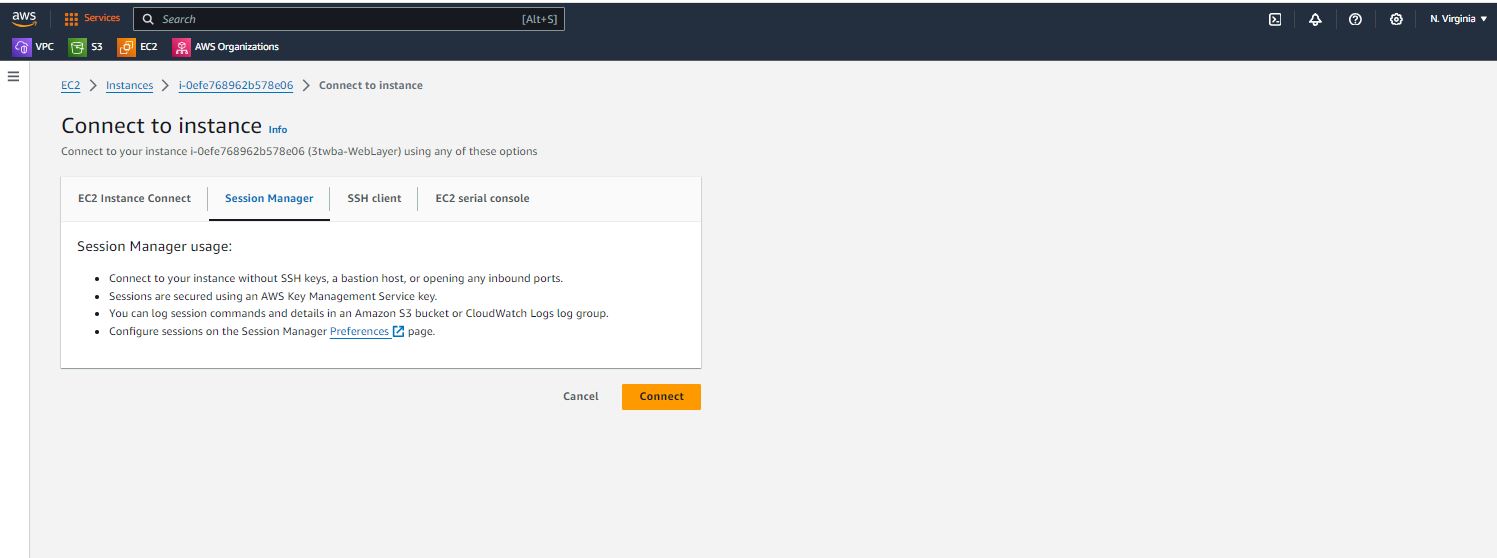 aws Services Search [Alt+S] N. Virginia
VPC S3 EC2 AWS Organizations
EC2 Instances i-0efe768962b578e06 Connect to instance
Connect to instance Info
Connect to your instance i-0efe768962b578e06 (3twba-WebLayer) using any of these options
EC2 Instance Connect Session Manager SSH client EC2 serial console
Session Manager usage:
• Connect to your instance without SSH keys, a bastion host, or opening any inbound ports.
• Sessions are secured using an AWS Key Management Service key.
• You can log session commands and details in an Amazon S3 bucket or CloudWatch Logs log group.
• Configure sessions on the Session Manager Preferences page.
Cancel Connect